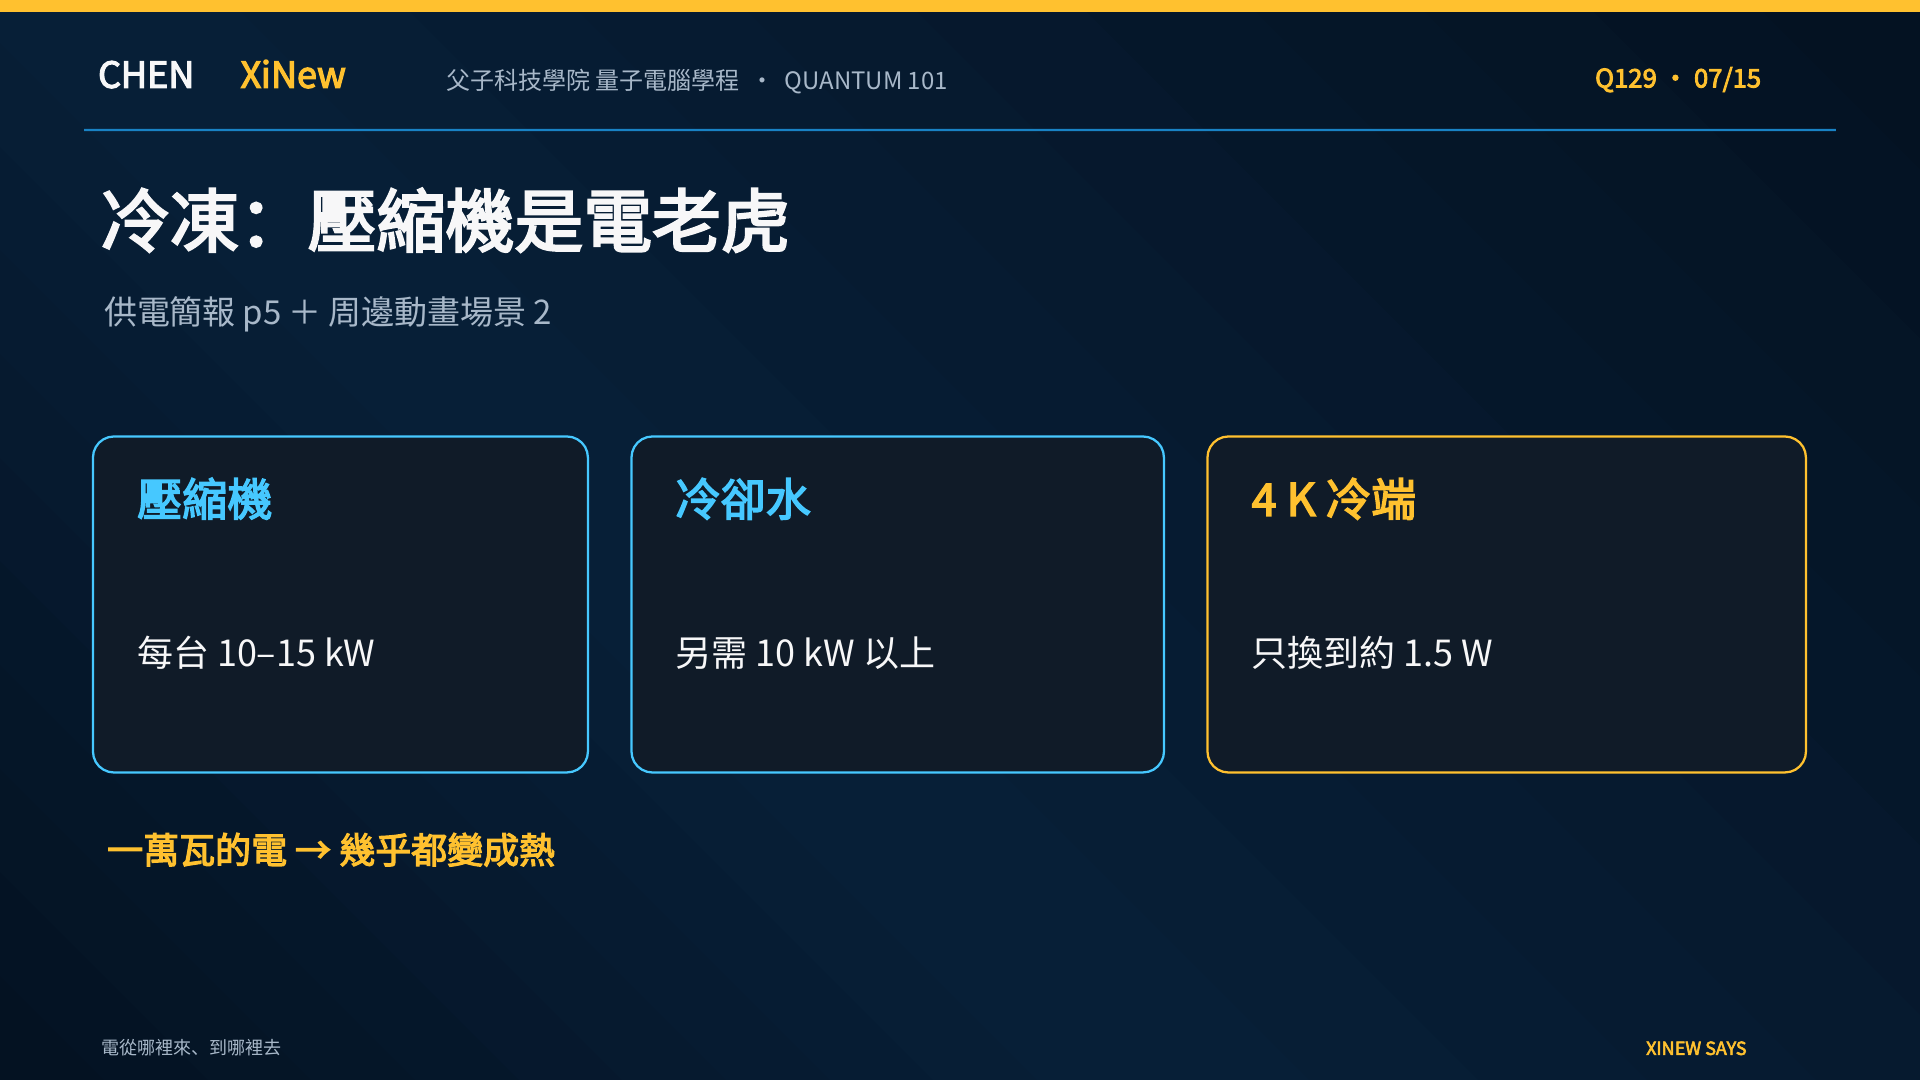 CHEN XiNew 父子科技學院 量子電腦學程 • QUANTUM 101 Q129 • 07/15
冷凍：壓縮機是電老虎
供電簡報 p5 ＋ 周邊動畫場景 2
壓縮機
每台 10–15 kW
冷卻水
另需 10 kW 以上
4 K 冷端
只換到約 1.5 W
一萬瓦的電 → 幾乎都變成熱
電從哪裡來、到哪裡去
XINEW SAYS